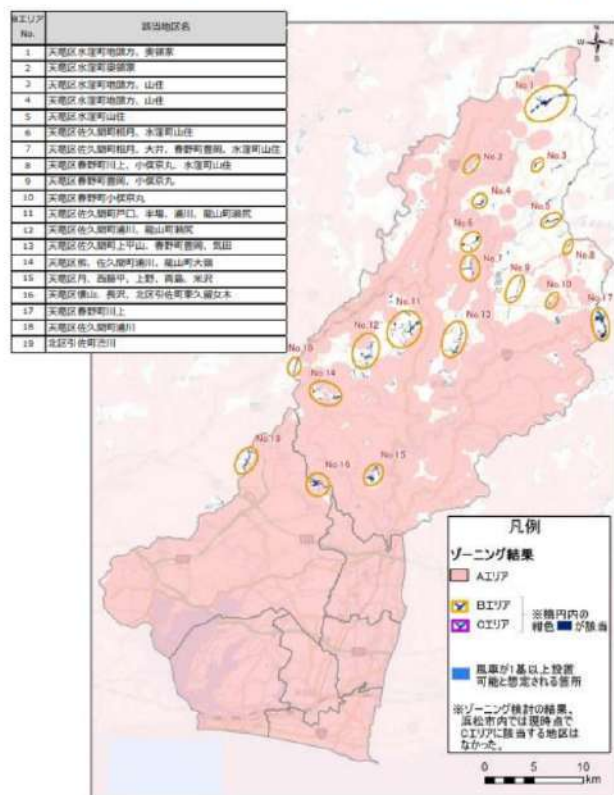 Bエリア
No.
該当地区名
1 天竜区水窪町地頭方、奥領家
2 天竜区水窪町奥領家
3 天竜区水窪町地頭方、山住
4 天竜区水窪町地頭方、山住
5 天竜区水窪町山住
6 天竜区佐久間町相月、水窪町山住
7 天竜区佐久間町相月、大井、春野町豊岡、水窪町山住
8 天竜区春野町川上、小俣京丸、水窪町山住
9 天竜区春野町豊岡、小俣京丸
10 天竜区春野町小俣京丸
11 天竜区佐久間町戸口、半場、浦川、龍山町瀬尻
12 天竜区佐久間町浦川、龍山町瀬尻
13 天竜区佐久間町上平山、春野町豊岡、気田
14 天竜区熊、佐久間町浦川、龍山町大嶺
15 天竜区月、西藤平、上野、両島、米沢
16 天竜区懐山、長沢、北区引佐町東久留女木
17 天竜区春野町川上
18 天竜区佐久間町浦川
19 北区引佐町渋川
N
W
E
S
No.1
No.2
No.3
No.4
No.5
No.6
No.7
No.8
No.9
No.10
No.17
No.11
No.12
No.13
No.14
No.15
No.16
凡例
ゾーニング結果
Aエリア
Bエリア
Cエリア
※楕円内の
紺色 が該当
風車が1基以上設置
可能と想定される箇所
※ゾーニング検討の結果、
浜松市内では現時点で
Cエリアに該当する地区は
なかった。
0 5 10
km